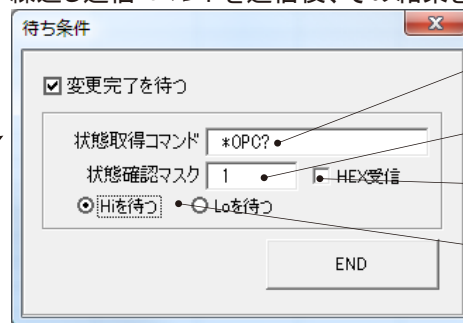 待ち条件
変更完了を待つ
状態取得コマンド *OPC?
状態確認マスク 1 HEX受信
Hiを待つ Loを待つ
END